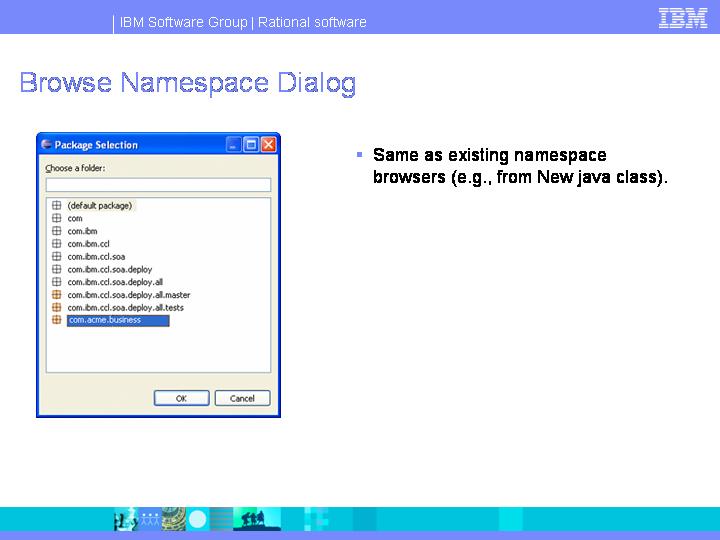 IBM Software Group | Rational software
IBM
Browse Namespace Dialog
Package Selection
Choose a folder:
(default package)
com
com.ibm
com.ibm.ccl
com.ibm.ccl.soa
com.ibm.ccl.soa.deploy
com.ibm.ccl.soa.deploy.all
com.ibm.ccl.soa.deploy.all.master
com.ibm.ccl.soa.deploy.all.tests
com.acme.business
OK
Cancel
Same as existing namespace
browsers (e.g., from New java class).